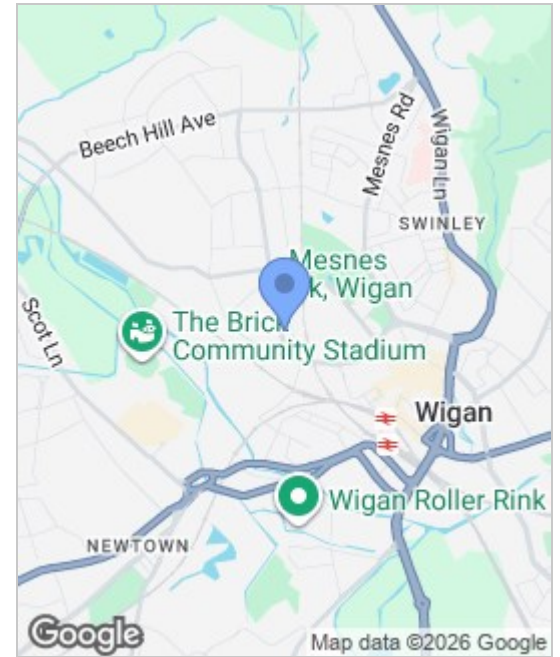 Beech Hill Ave
Mesnes Rd
Wigan Ln
SWINLEY
Mesnes
k, Wigan
Scot Ln
The Brick
Community Stadium
Wigan
Wigan Roller Rink
NEWTOWN
Google
Map data ©2026 Google